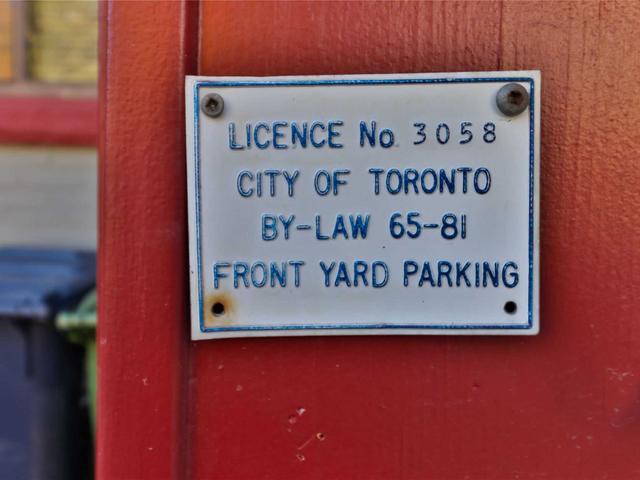 LICENCE No. 3058
CITY OF TORONTO
BY-LAW 65-81
FRONT YARD PARKING